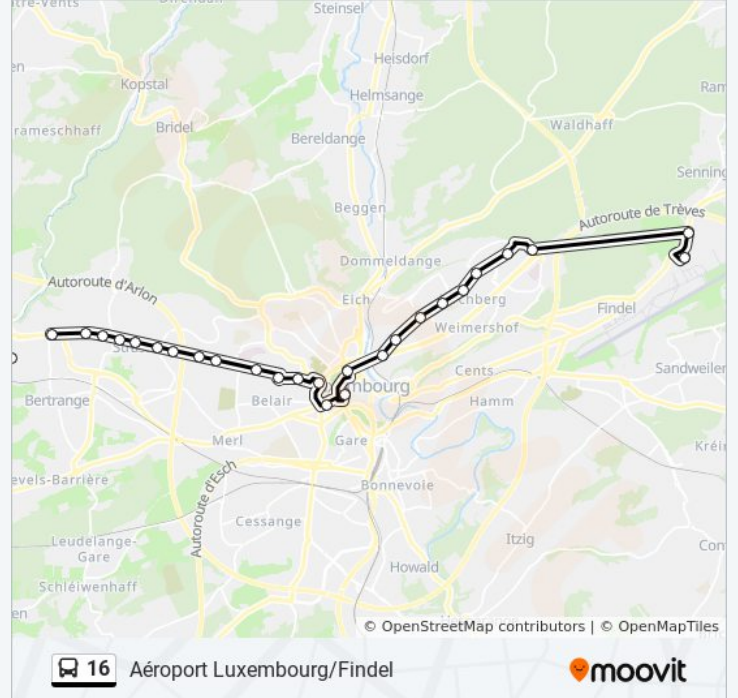 Steinsel
Heisdorf
Kopstal
Helmsange
Bridel
Waldhaff
Bereldange
Beggen
Autoroute de Trèves
Dommeldange
Autoroute d'Arlon
Eich
Findel
Weimershof
Cents
Sandweiler
Bertrange
Belair
Hamm
Merl
Gare
Autoroute d'Esch
Bonnevoie
Cessange
Itzig
Leudelange-
Gare
Howald
Schléiwenhaff
© OpenStreetMap contributors | © OpenMapTiles
16 Aéroport Luxembourg/Findel
moovit